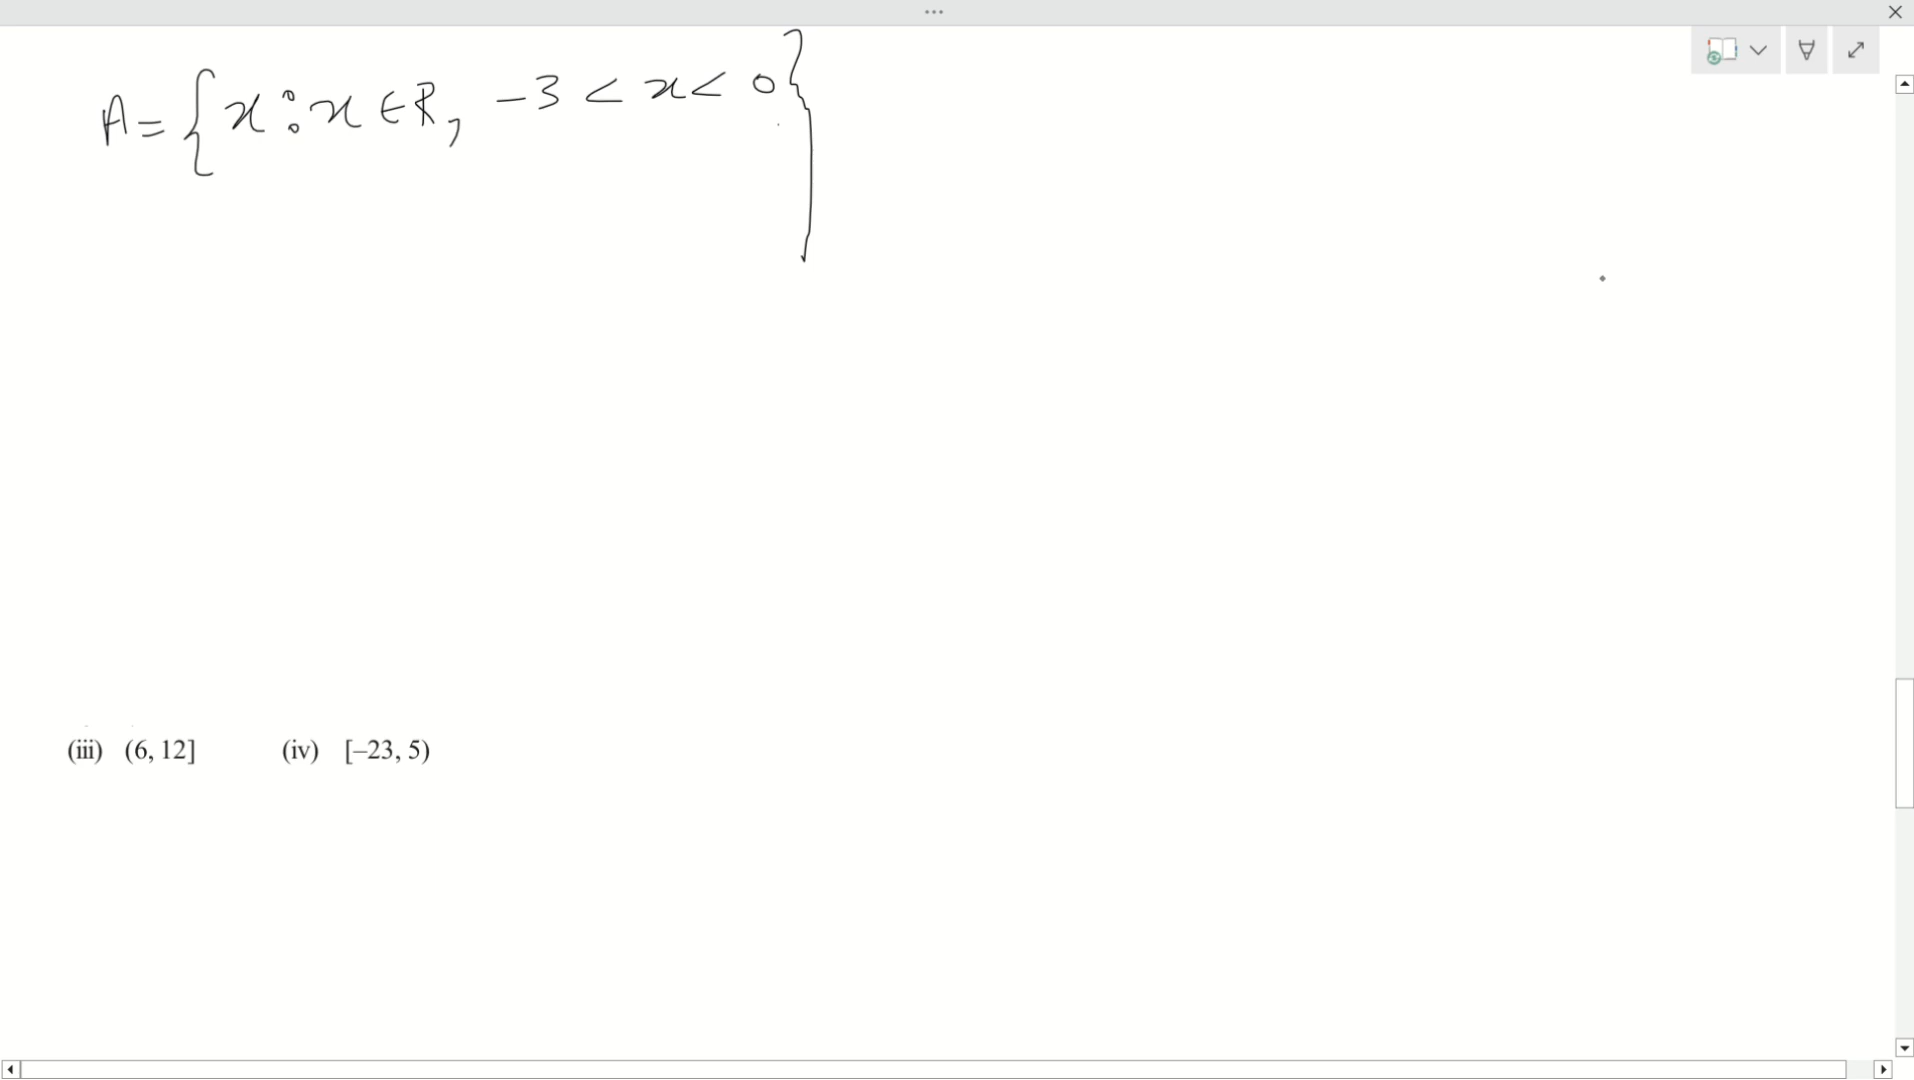 A = { x : x ∈ R, -3 < x < 0 }
(iii) (6, 12] (iv) [–23, 5)